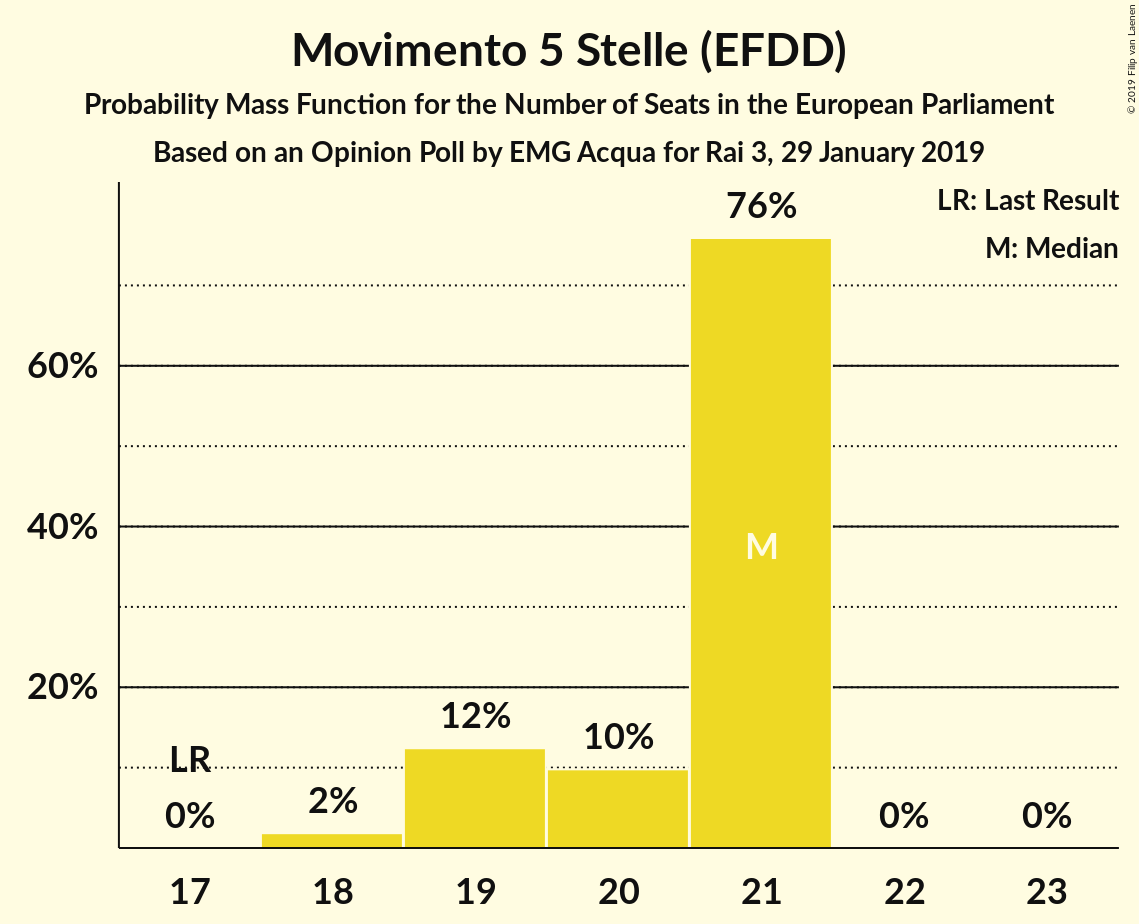 Movimento 5 Stelle (EFDD)
Probability Mass Function for the Number of Seats in the European Parliament
Based on an Opinion Poll by EMG Acqua for Rai 3, 29 January 2019
© 2019 Filip van Laenen
LR: Last Result
M: Median
76%
60%
40%
M
20%
12%
10%
LR
2%
0%
0%
0%
17
18
19
20
21
22
23